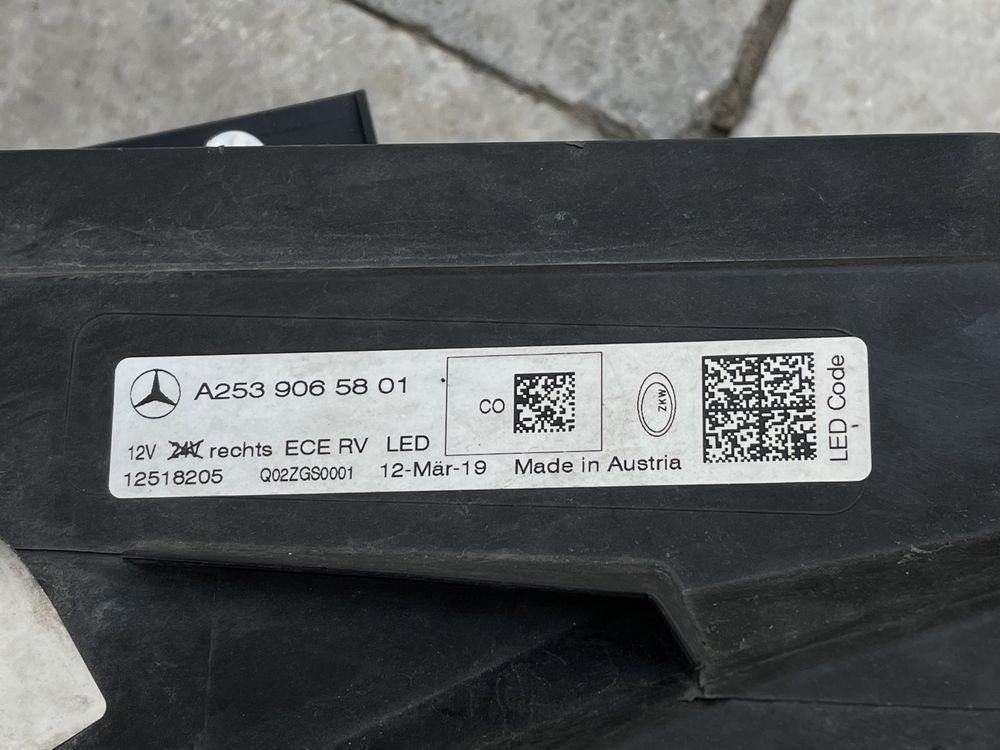 A253 906 58 01
CO
ZKW
12V 24V rechts ECE RV LED
12518205 Q02ZGS0001 12-Mär-19 Made in Austria
LED Code